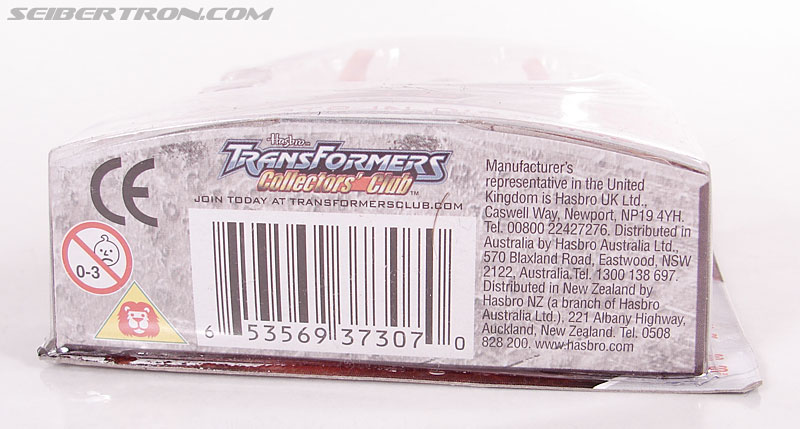 SEIBERTRON.COM
Hasbro
TRANSFORMERS
Collectors' Club™
JOIN TODAY AT TRANSFORMERSCLUB.COM
CE
0-3
6 53569 37307 0
Manufacturer's
representative in the United
Kingdom is Hasbro UK Ltd.,
Caswell Way, Newport, NP19 4YH.
Tel. 00800 22427276. Distributed in
Australia by Hasbro Australia Ltd.,
570 Blaxland Road, Eastwood, NSW
2122, Australia.Tel. 1300 138 697.
Distributed in New Zealand by
Hasbro NZ (a branch of Hasbro
Australia Ltd.), 221 Albany Highway,
Auckland, New Zealand. Tel. 0508
828 200. www.hasbro.com